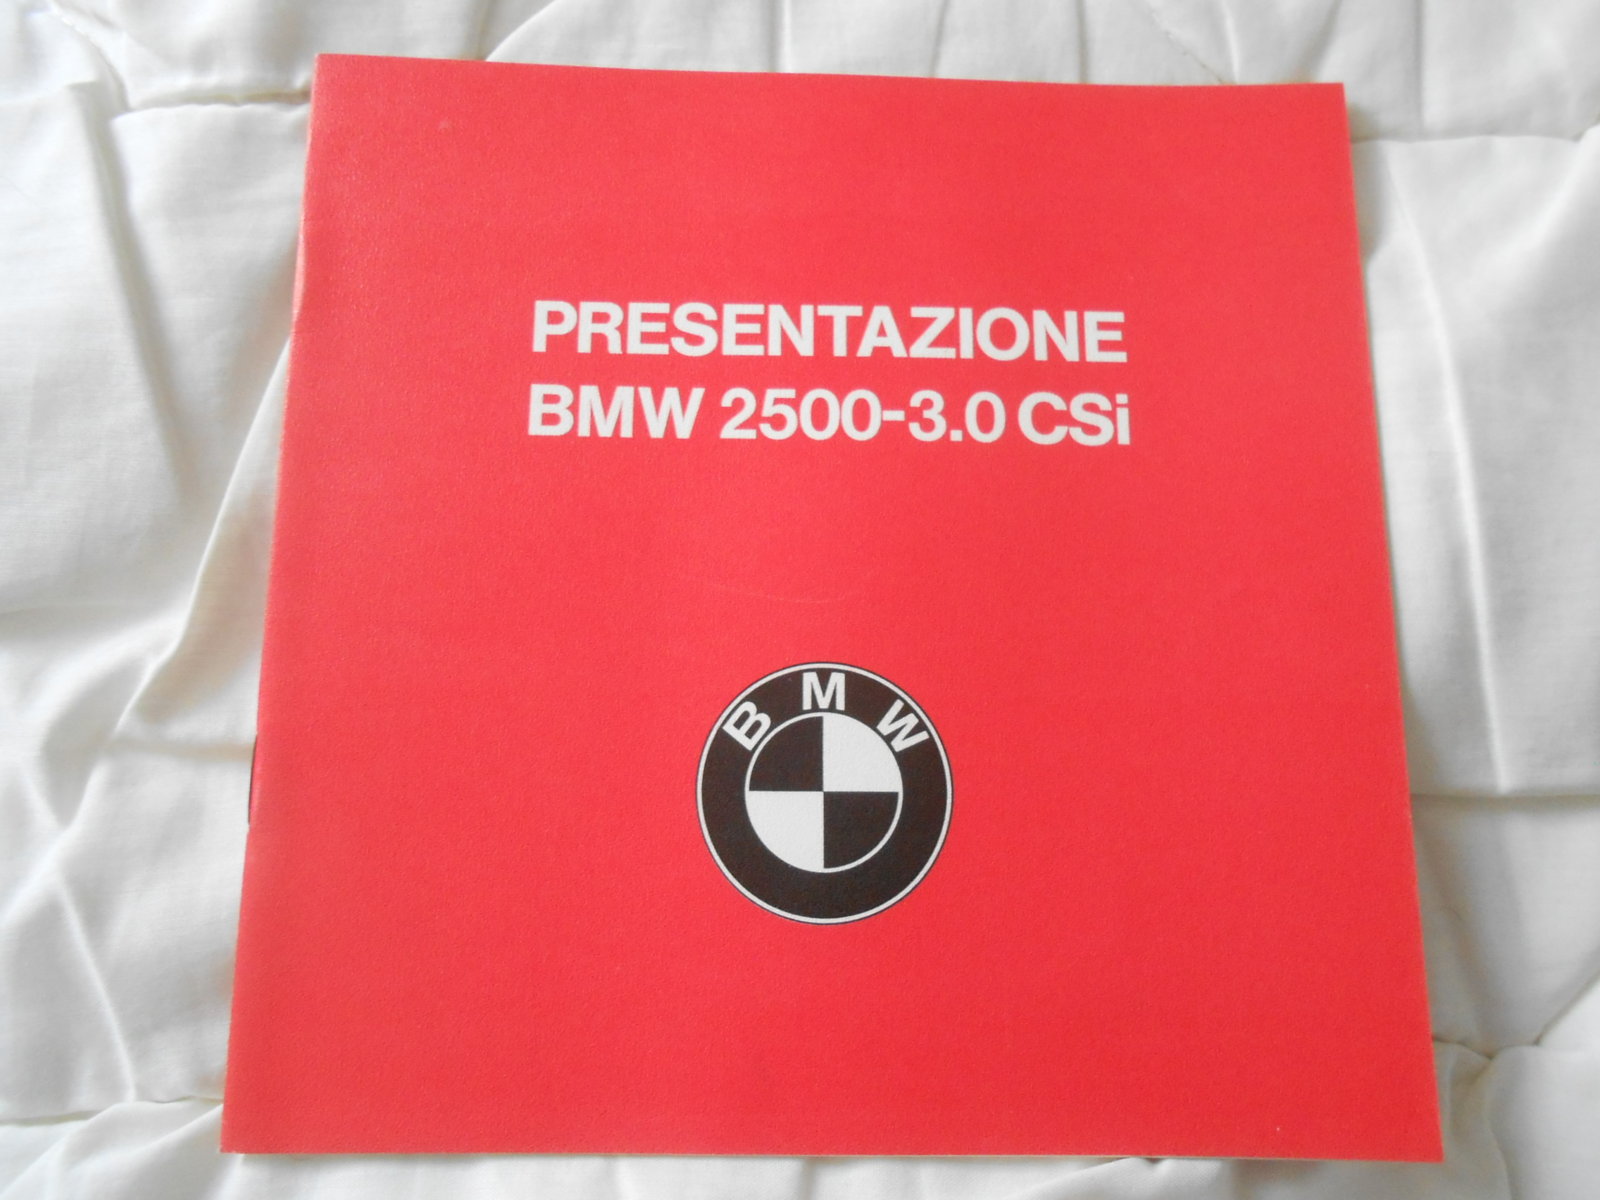 PRESENTAZIONE
BMW 2500-3.0 CSi
BMW